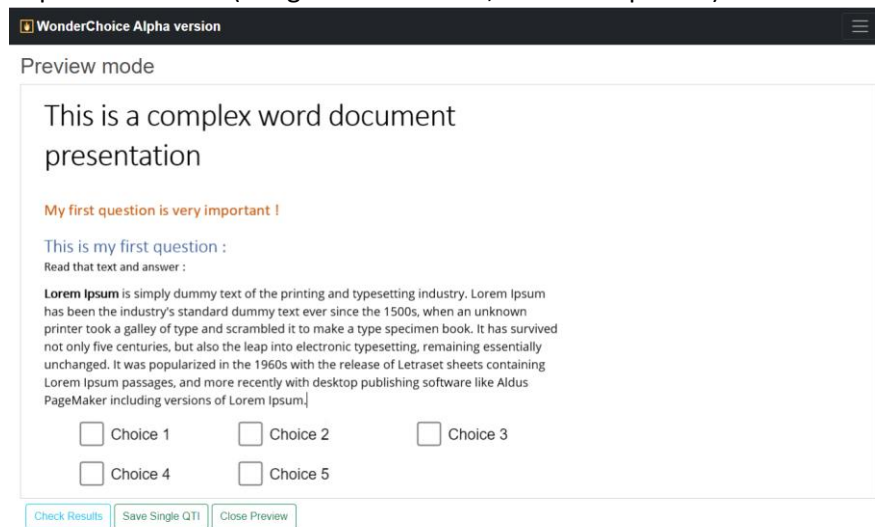 WonderChoice Alpha version
Preview mode
This is a complex word document
presentation
My first question is very important !
This is my first question :
Read that text and answer :
Lorem Ipsum is simply dummy text of the printing and typesetting industry. Lorem Ipsum
has been the industry's standard dummy text ever since the 1500s, when an unknown
printer took a galley of type and scrambled it to make a type specimen book. It has survived
not only five centuries, but also the leap into electronic typesetting, remaining essentially
unchanged. It was popularized in the 1960s with the release of Letraset sheets containing
Lorem Ipsum passages, and more recently with desktop publishing software like Aldus
PageMaker including versions of Lorem Ipsum.
Choice 1 Choice 2 Choice 3
Choice 4 Choice 5
Check Results Save Single QTI Close Preview